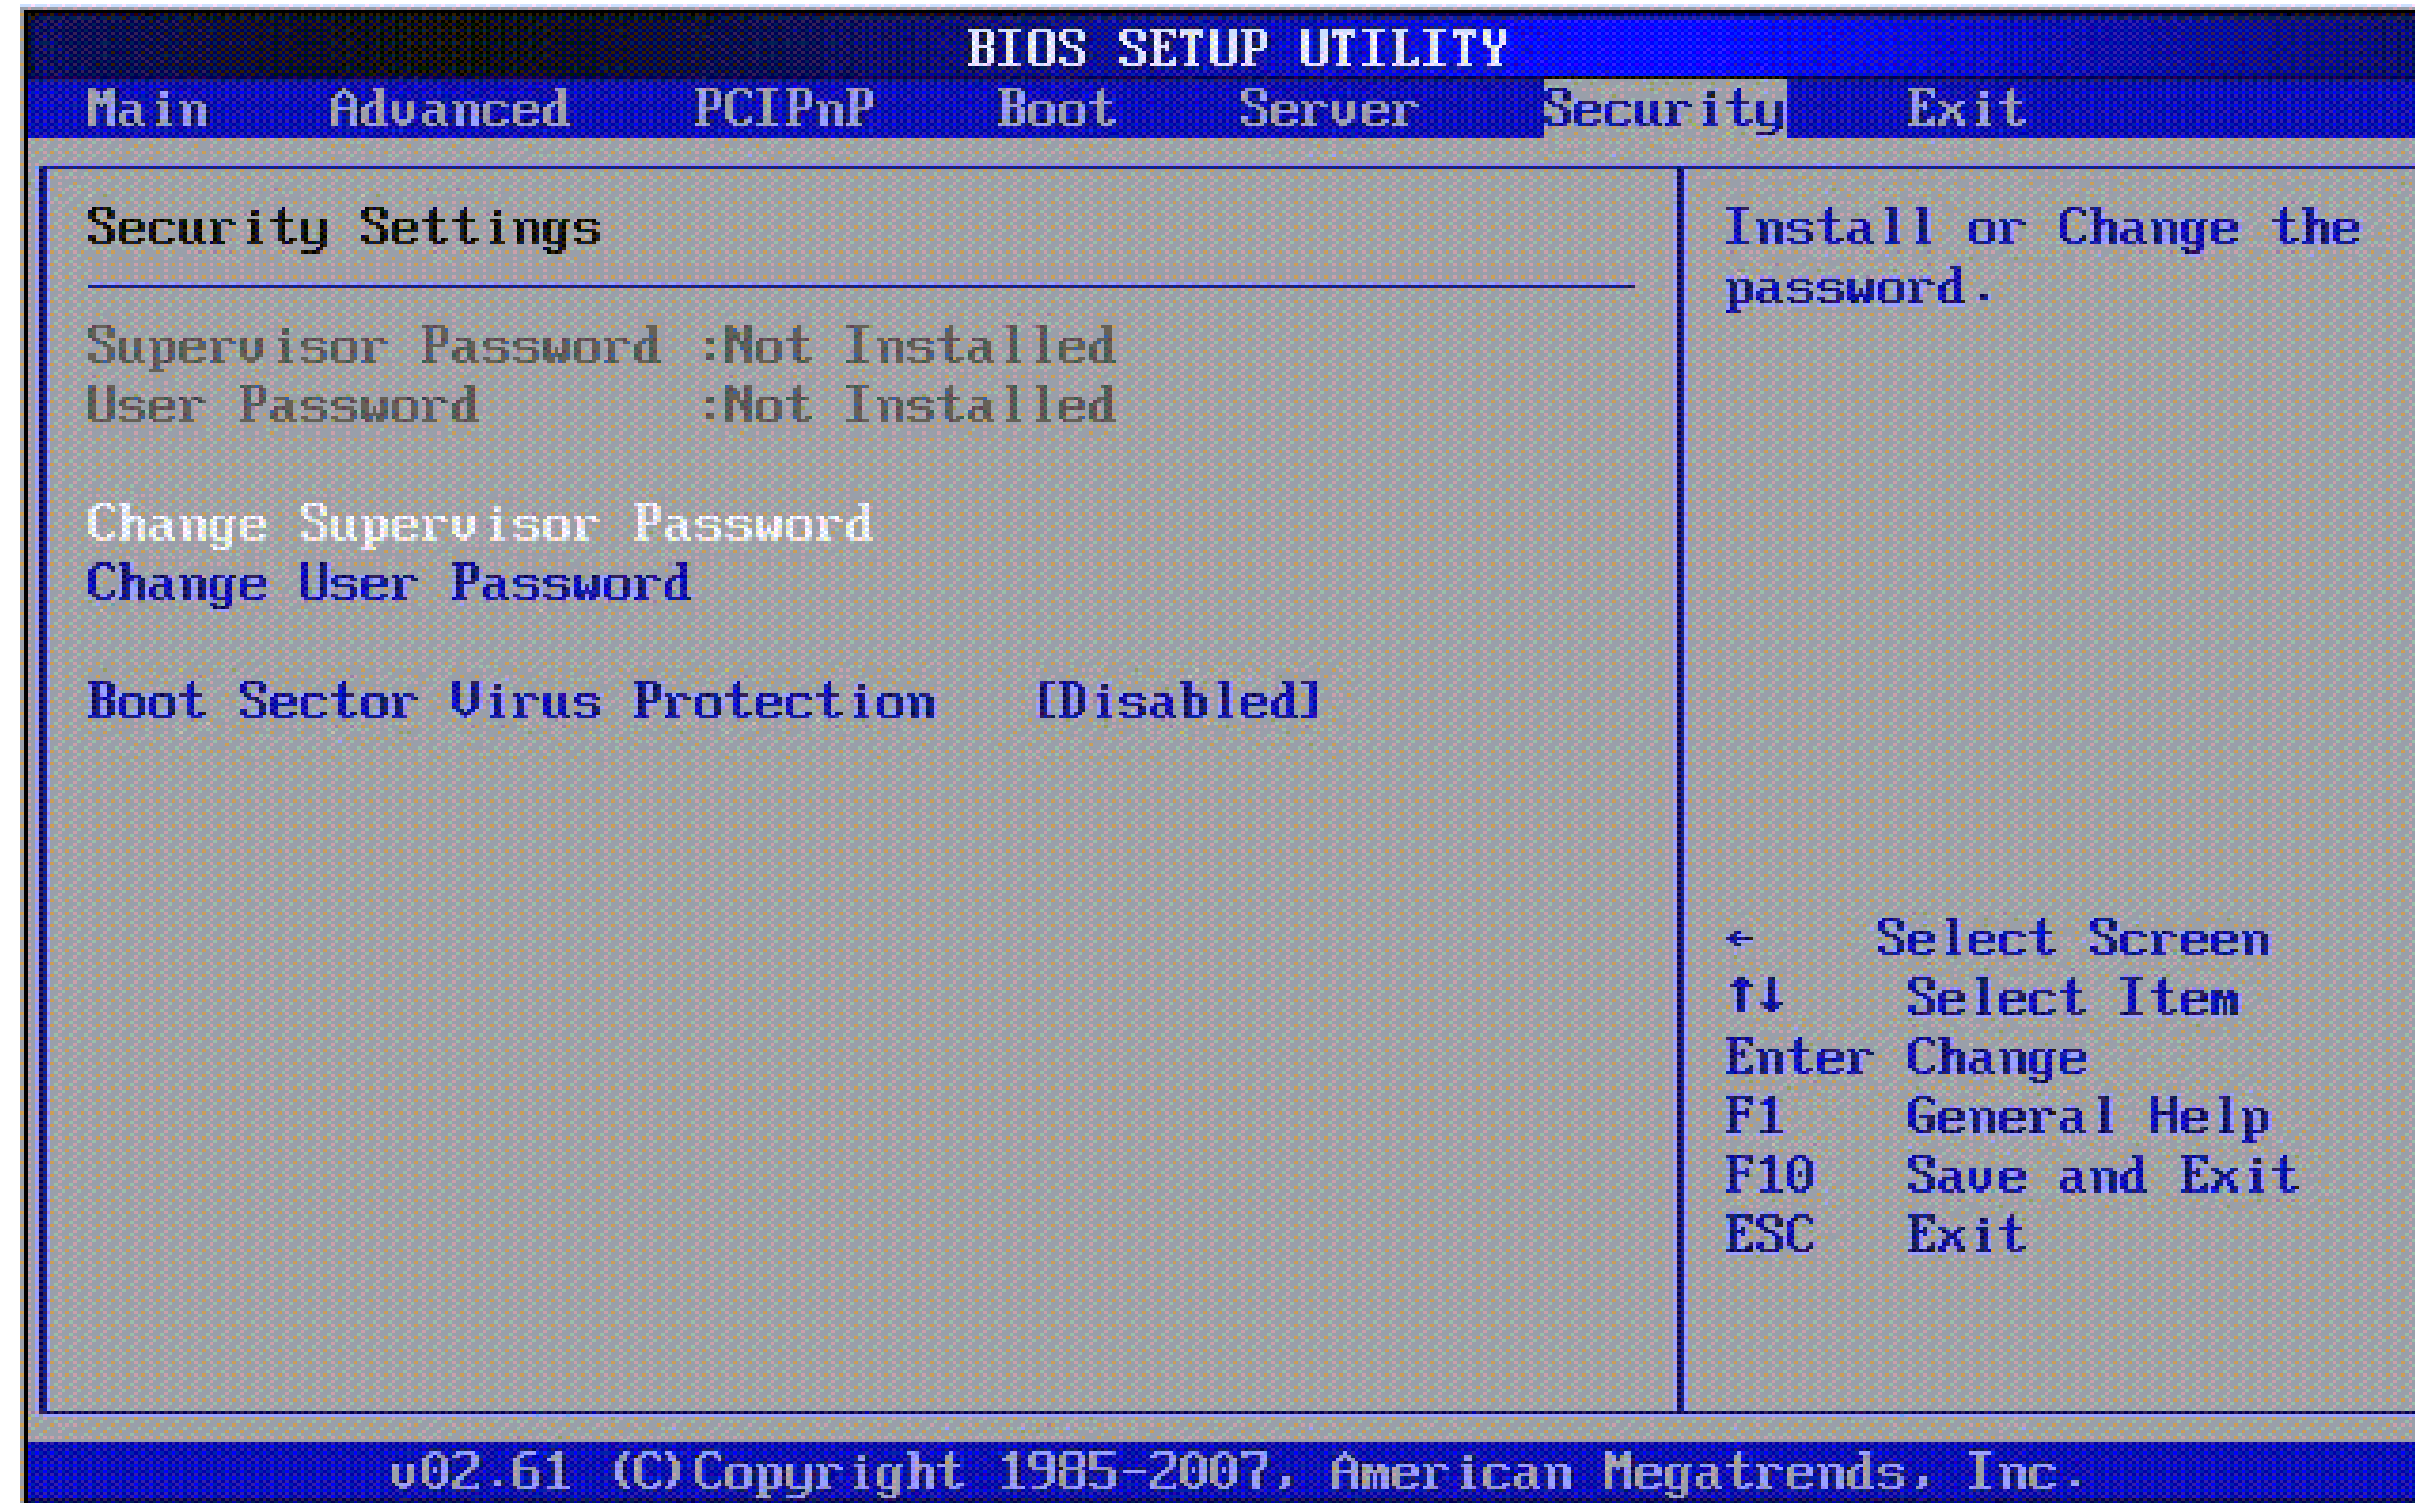 BIOS SETUP UTILITY
Main Advanced PCIPnP Boot Server Security Exit
Security Settings
Supervisor Password :Not Installed
User Password :Not Installed
Change Supervisor Password
Change User Password
Boot Sector Virus Protection [Disabled]
Install or Change the
password.
← Select Screen
↑↓ Select Item
Enter Change
F1 General Help
F10 Save and Exit
ESC Exit
v02.61 (C)Copyright 1985-2007, American Megatrends, Inc.